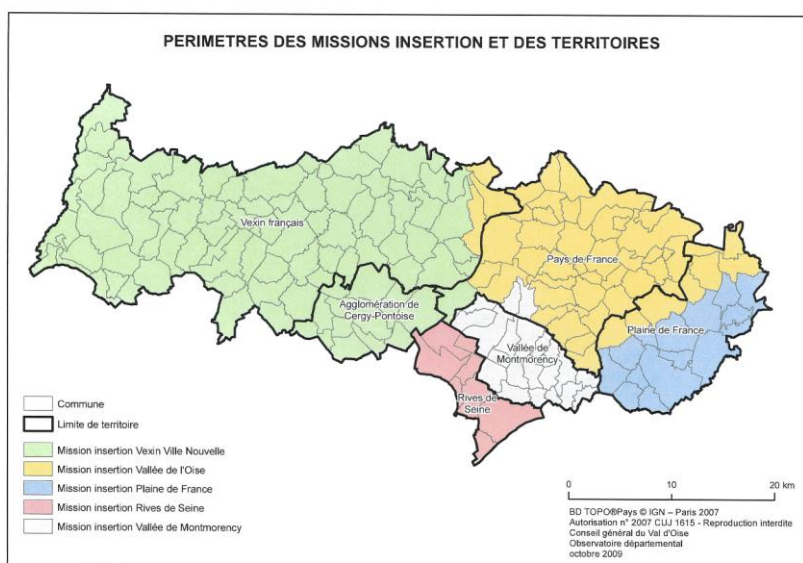 PERIMETRES DES MISSIONS INSERTION ET DES TERRITOIRES
Vexin français
Pays de France
Agglomération de
Cergy-Pontoise
Plaine de France
Vallée de
Montmorency
Rives de
Seine
Commune
Limite de territoire
Mission insertion Vexin Ville Nouvelle
Mission insertion Vallée de l'Oise
Mission insertion Plaine de France
Mission insertion Rives de Seine
Mission insertion Vallée de Montmorency
0 10 20 km
BD TOPO®Pays © IGN – Paris 2007
Autorisation n° 2007 CUJ 1615 - Reproduction interdite
Conseil général du Val d'Oise
Observatoire départemental
octobre 2009